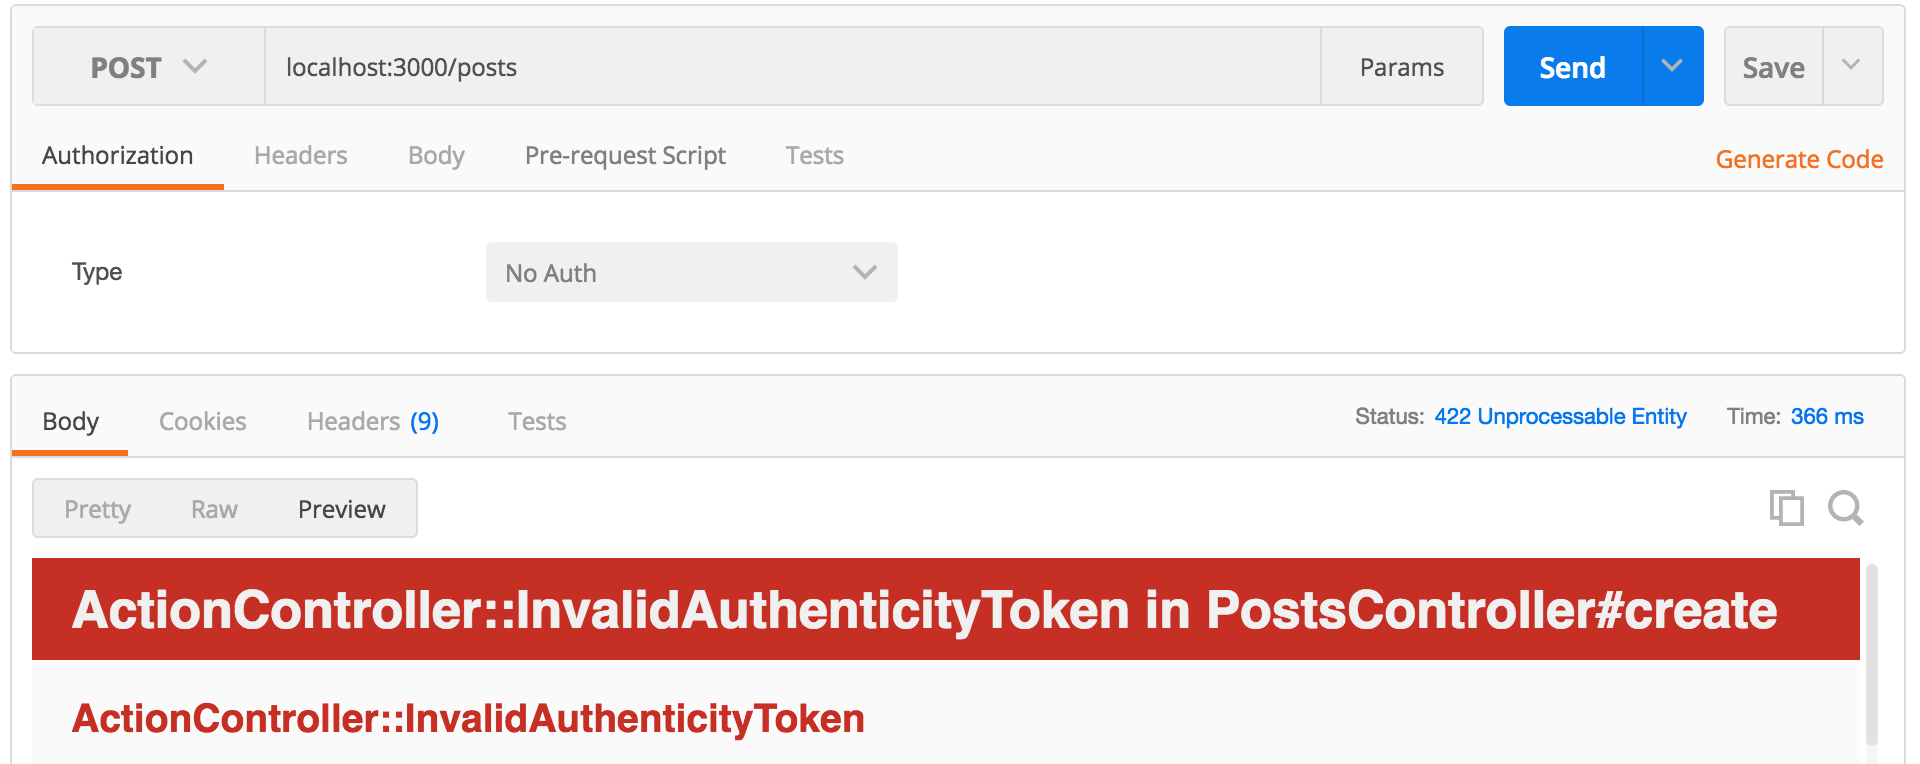 POST localhost:3000/posts Params Send Save
Authorization Headers Body Pre-request Script Tests Generate Code
Type No Auth
Body Cookies Headers (9) Tests Status: 422 Unprocessable Entity Time: 366 ms
Pretty Raw Preview
ActionController::InvalidAuthenticityToken in PostsController#create
ActionController::InvalidAuthenticityToken